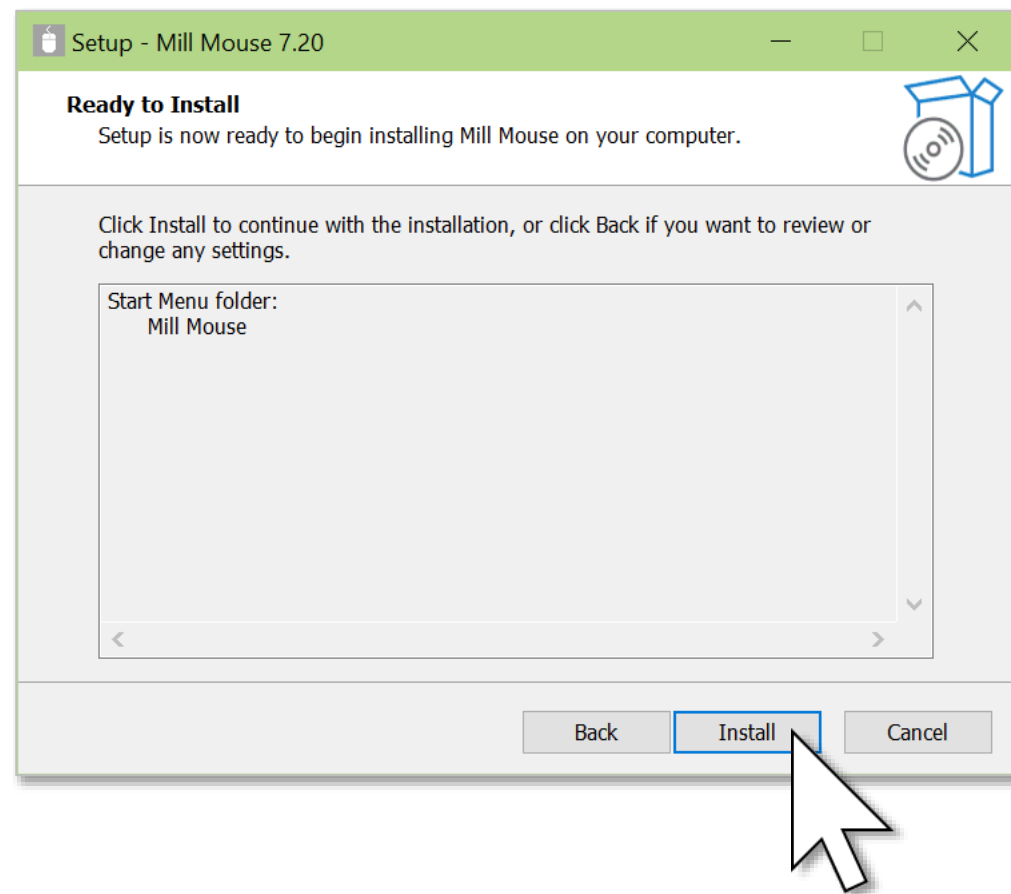 Setup - Mill Mouse 7.20
Ready to Install
Setup is now ready to begin installing Mill Mouse on your computer.
Click Install to continue with the installation, or click Back if you want to review or
change any settings.
Start Menu folder:
Mill Mouse
Back
Install
Cancel